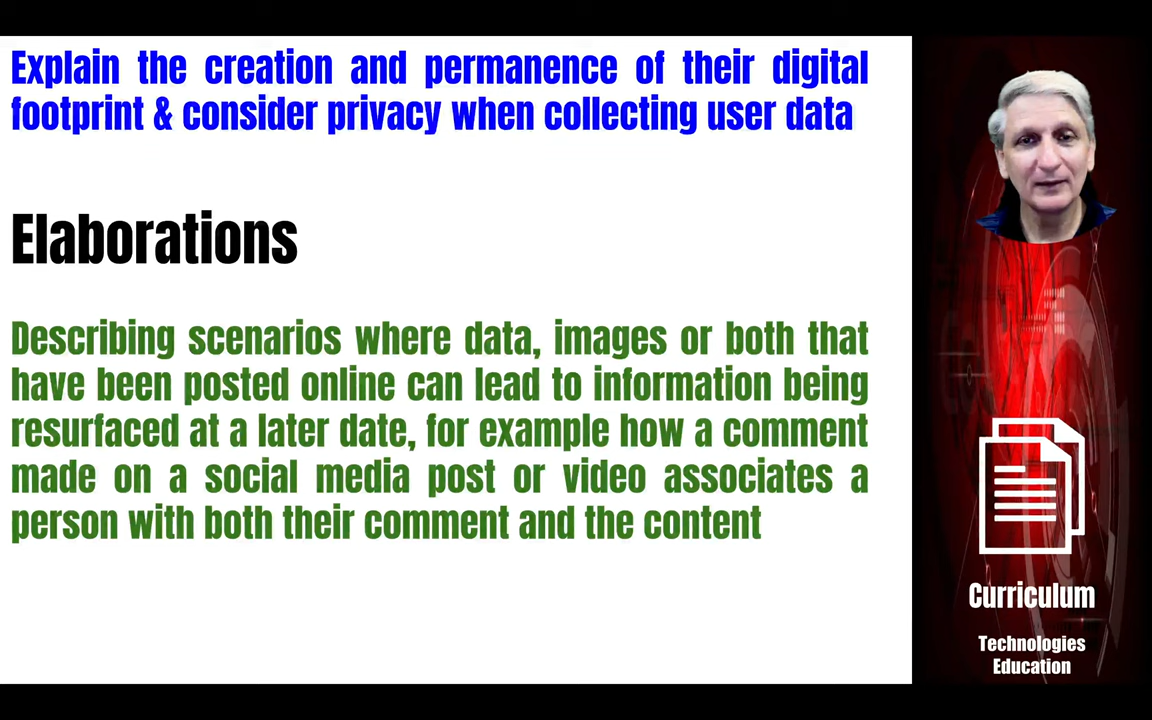 Explain the creation and permanence of their digital
footprint & consider privacy when collecting user data
Elaborations
Describing scenarios where data, images or both that
have been posted online can lead to information being
resurfaced at a later date, for example how a comment
made on a social media post or video associates a
person with both their comment and the content
Curriculum
Technologies
Education